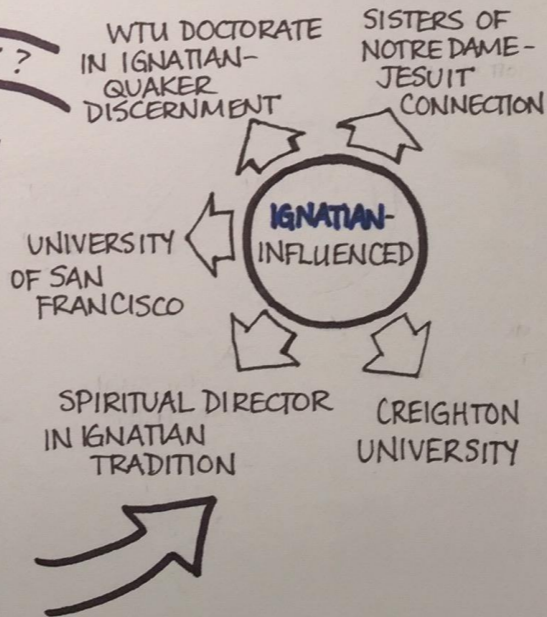 ?
WTU DOCTORATE
IN IGNATIAN-
QUAKER
DISCERNMENT
SISTERS OF
NOTRE DAME-
JESUIT
CONNECTION
IGNATIAN-
INFLUENCED
UNIVERSITY
OF SAN
FRANCISCO
SPIRITUAL DIRECTOR
IN IGNATIAN
TRADITION
CREIGHTON
UNIVERSITY